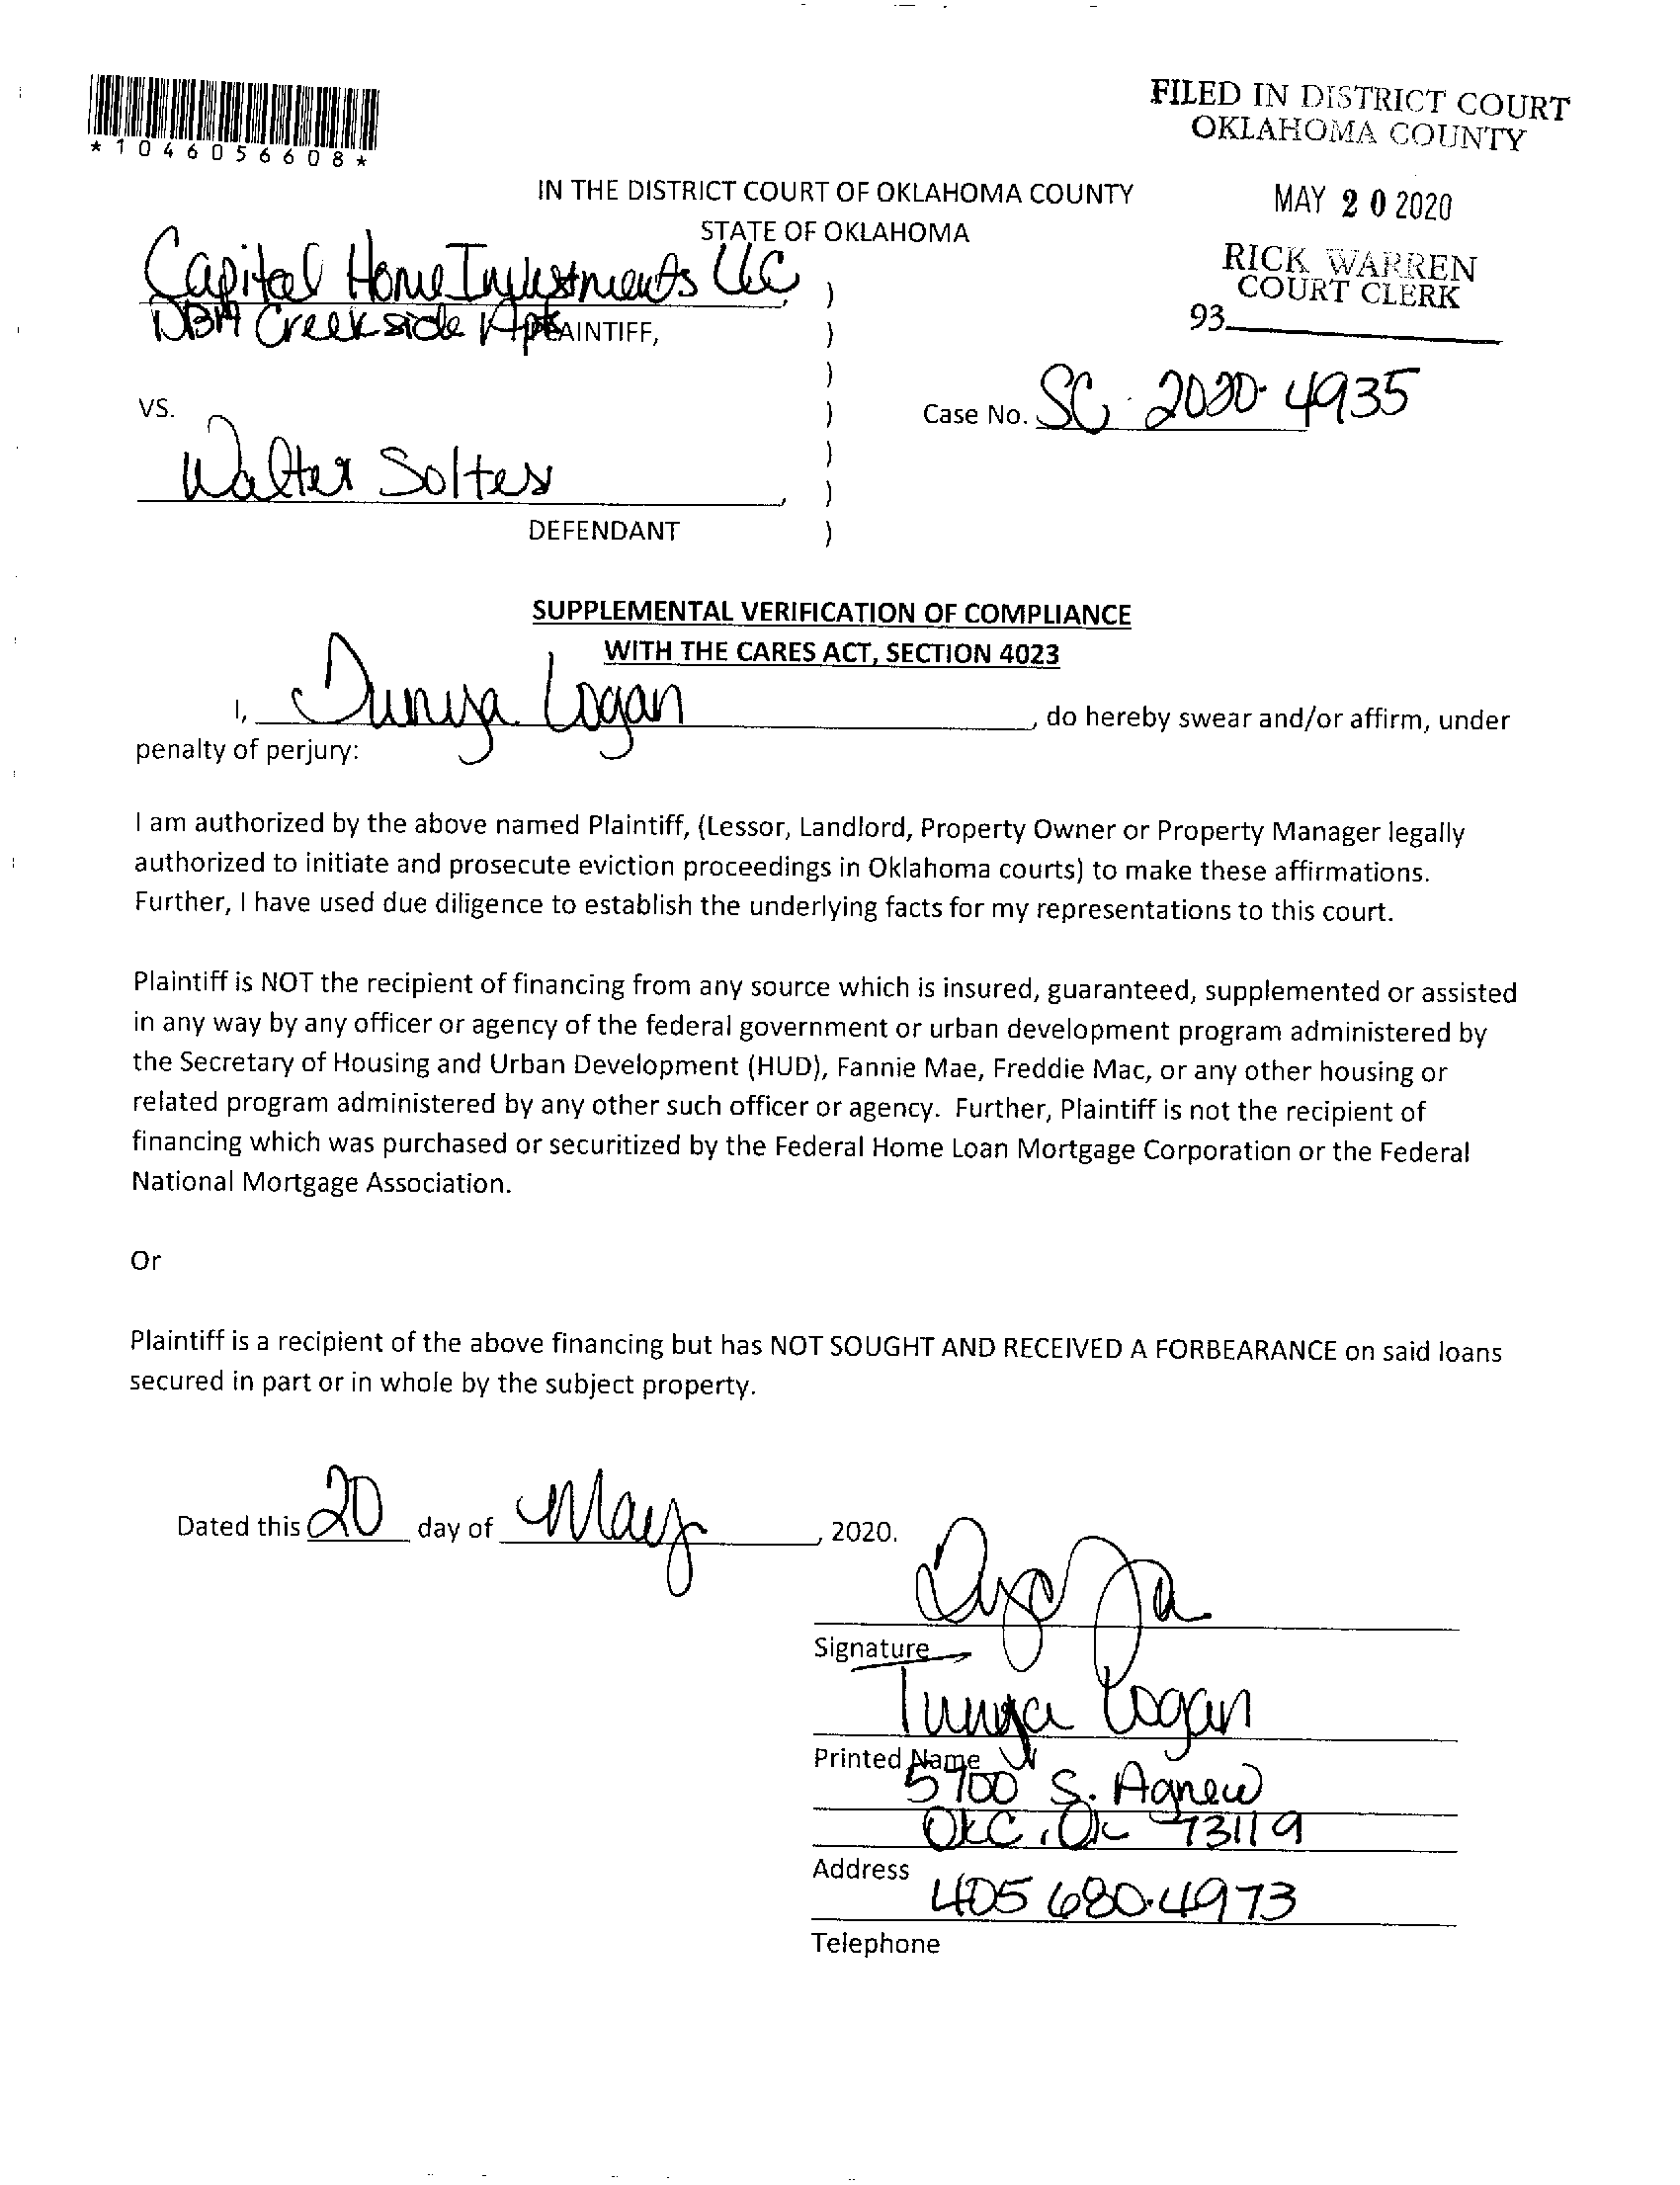 *1046056608*
FILED IN DISTRICT COURT
OKLAHOMA COUNTY
MAY 20 2020
RICK WARREN
COURT CLERK
93
IN THE DISTRICT COURT OF OKLAHOMA COUNTY
STATE OF OKLAHOMA
Capital Home Investments LLC
DBA Creekside Apts
PLAINTIFF,
VS.
Case No. SC-2020-4935
Walter Soltes
DEFENDANT
SUPPLEMENTAL VERIFICATION OF COMPLIANCE
WITH THE CARES ACT, SECTION 4023
I, Tunya Logan, do hereby swear and/or affirm, under
penalty of perjury:
I am authorized by the above named Plaintiff, (Lessor, Landlord, Property Owner or Property Manager legally
authorized to initiate and prosecute eviction proceedings in Oklahoma courts) to make these affirmations.
Further, I have used due diligence to establish the underlying facts for my representations to this court.
Plaintiff is NOT the recipient of financing from any source which is insured, guaranteed, supplemented or assisted
in any way by any officer or agency of the federal government or urban development program administered by
the Secretary of Housing and Urban Development (HUD), Fannie Mae, Freddie Mac, or any other housing or
related program administered by any other such officer or agency. Further, Plaintiff is not the recipient of
financing which was purchased or securitized by the Federal Home Loan Mortgage Corporation or the Federal
National Mortgage Association.
Or
Plaintiff is a recipient of the above financing but has NOT SOUGHT AND RECEIVED A FORBEARANCE on said loans
secured in part or in whole by the subject property.
Dated this 20 day of May, 2020.
Signature
Tunya Logan
Printed Name
5700 S. Agnew
OKC, OK 73119
Address
405 680-4973
Telephone